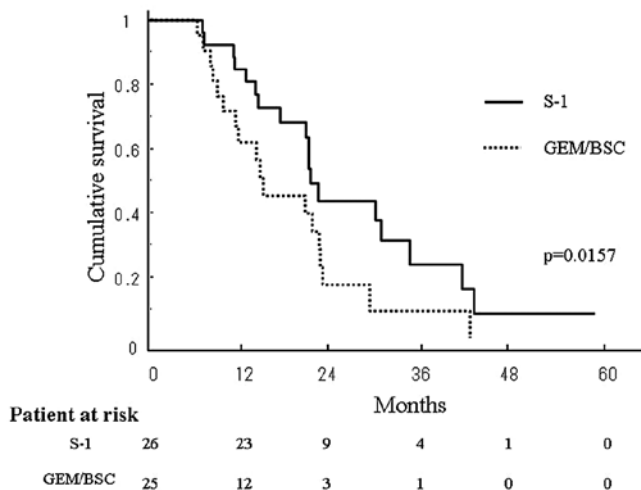 1
0.8
0.6
0.4
0.2
0
Cumulative survival
S-1
GEM/BSC
p=0.0157
0 12 24 36 48 60
Months
Patient at risk
S-1 26 23 9 4 1 0
GEM/BSC 25 12 3 1 0 0